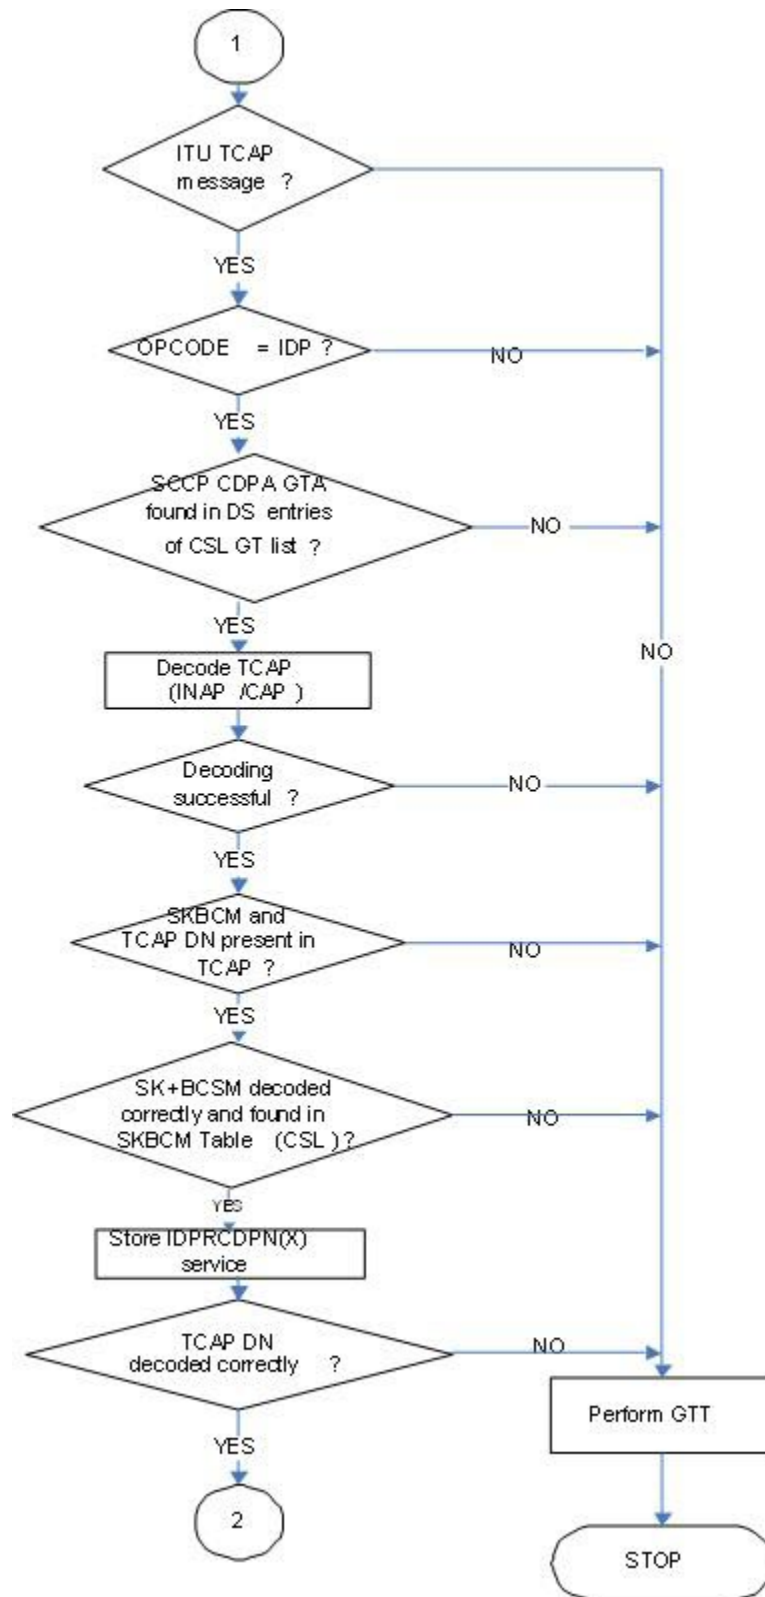 1
ITU TCAP
message ?
YES
OPCODE = IDP ?
NO
YES
SCCP CDPA GTA
found in DS entries
of CSL GT list ?
NO
YES
NO
Decode TCAP
(INAP /CAP )
Decoding
successful ?
NO
YES
SKBCM and
TCAP DN present in
TCAP ?
NO
YES
SK+BCSM decoded
correctly and found in
SKBCM Table (CSL )?
NO
YES
Store IDPRCDPN(X)
service
TCAP DN
decoded correctly ?
NO
Perform GTT
YES
2
STOP